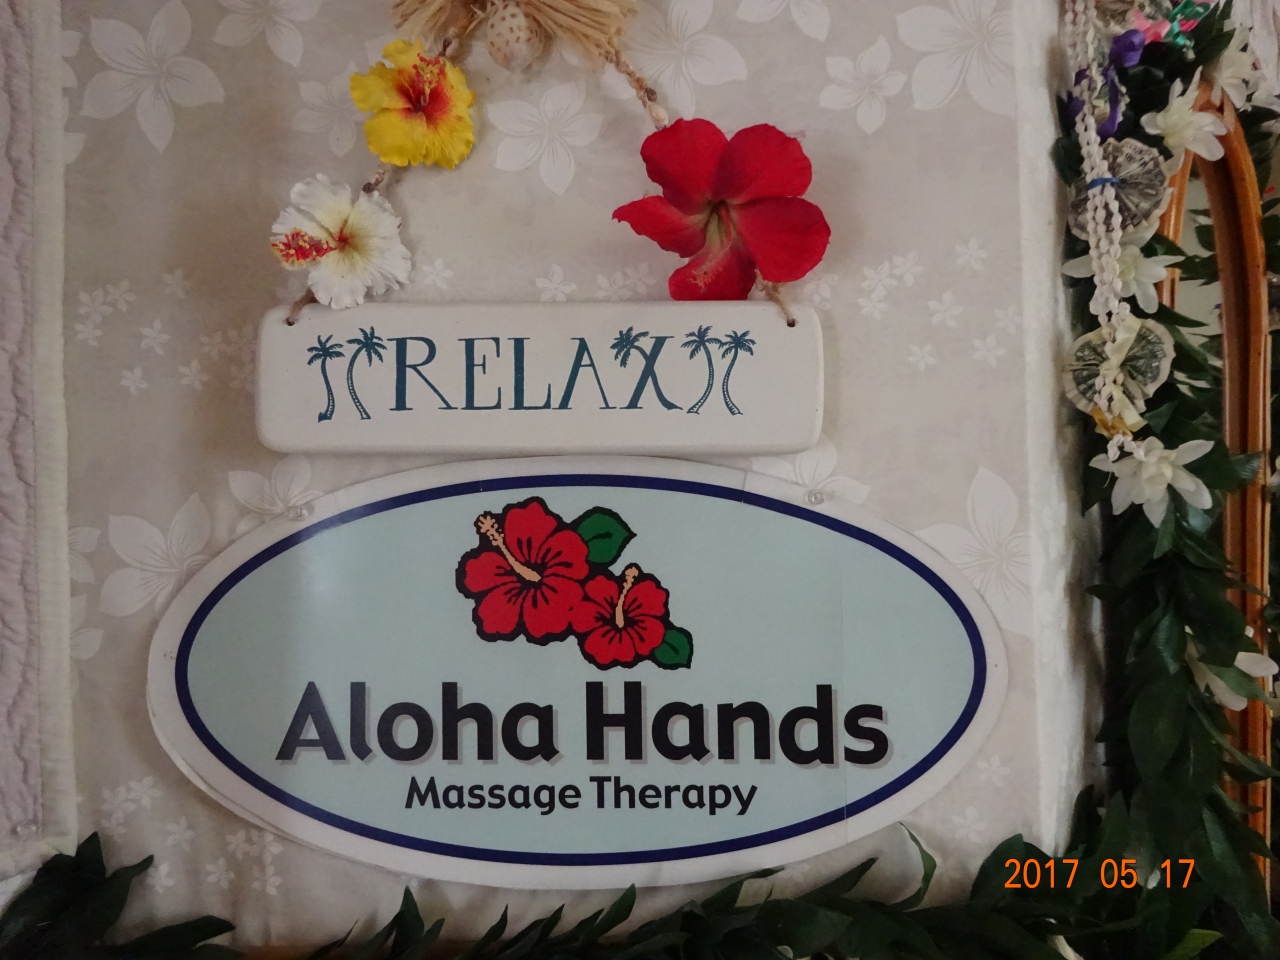 RELAX
Aloha Hands
Massage Therapy
2017 05 17